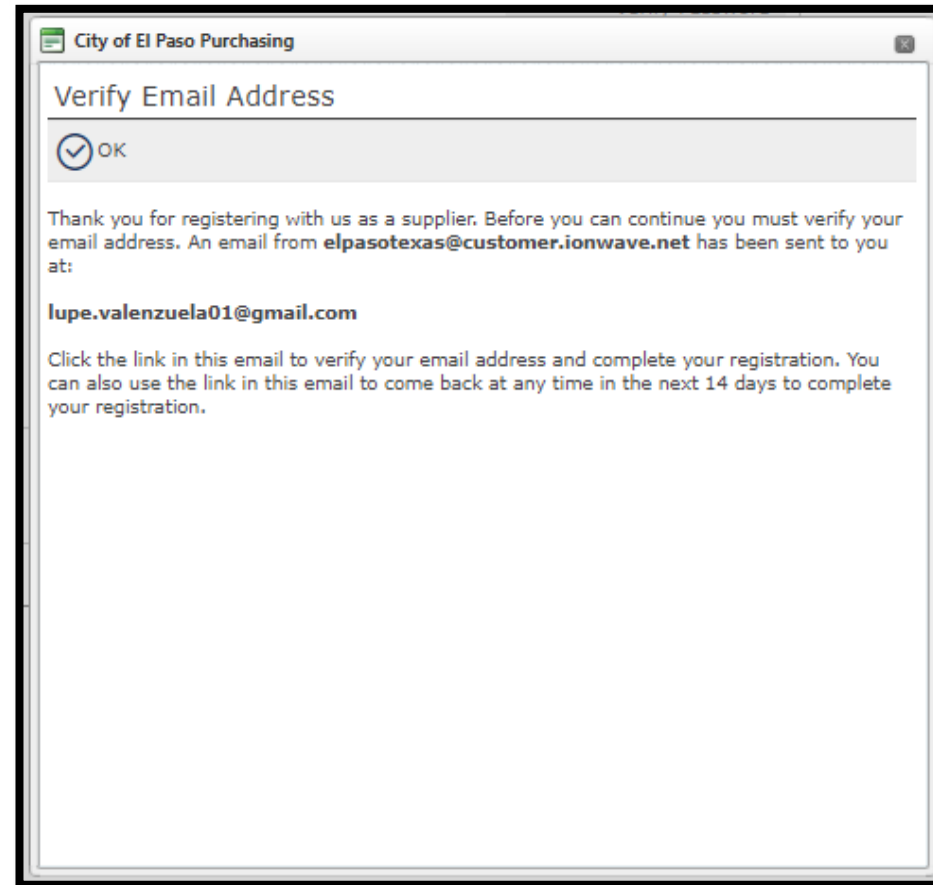 City of El Paso Purchasing
Verify Email Address
OK
Thank you for registering with us as a supplier. Before you can continue you must verify your
email address. An email from elpasotexas@customer.ionwave.net has been sent to you
at:
lupe.valenzuela01@gmail.com
Click the link in this email to verify your email address and complete your registration. You
can also use the link in this email to come back at any time in the next 14 days to complete
your registration.